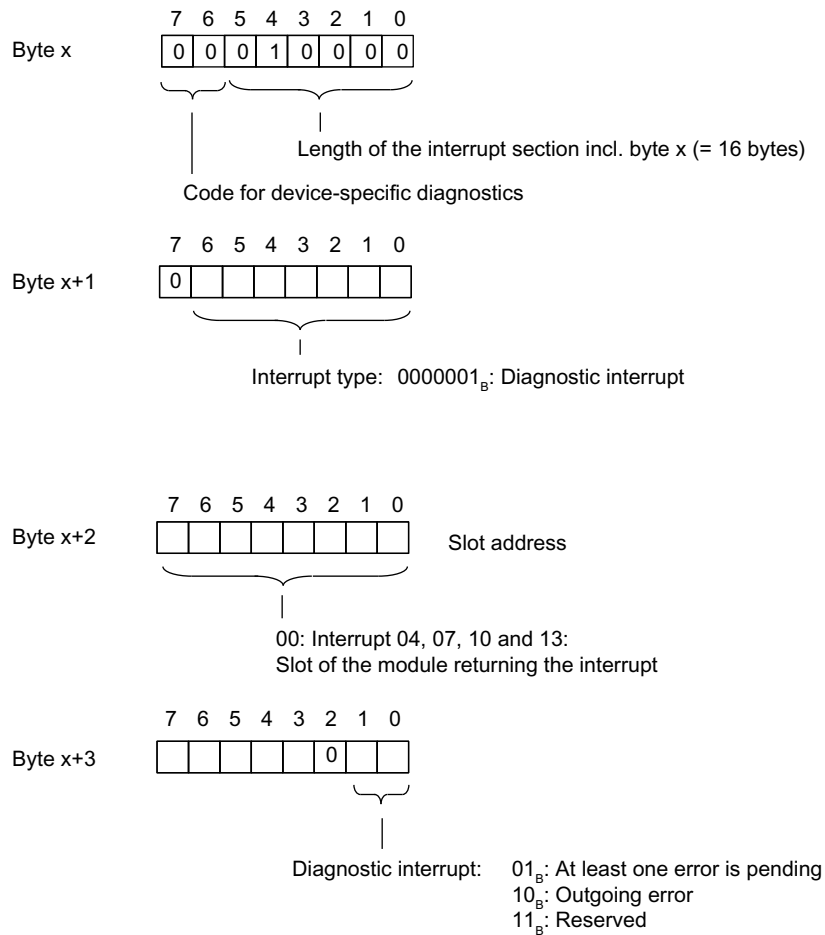 7 6 5 4 3 2 1 0
Byte x 0 0 0 1 0 0 0 0
Length of the interrupt section incl. byte x (= 16 bytes)
Code for device-specific diagnostics
7 6 5 4 3 2 1 0
Byte x+1 0
Interrupt type: 0000001B: Diagnostic interrupt
7 6 5 4 3 2 1 0
Byte x+2 Slot address
00: Interrupt 04, 07, 10 and 13:
Slot of the module returning the interrupt
7 6 5 4 3 2 1 0
Byte x+3 0
Diagnostic interrupt: 01B: At least one error is pending
10B: Outgoing error
11B: Reserved